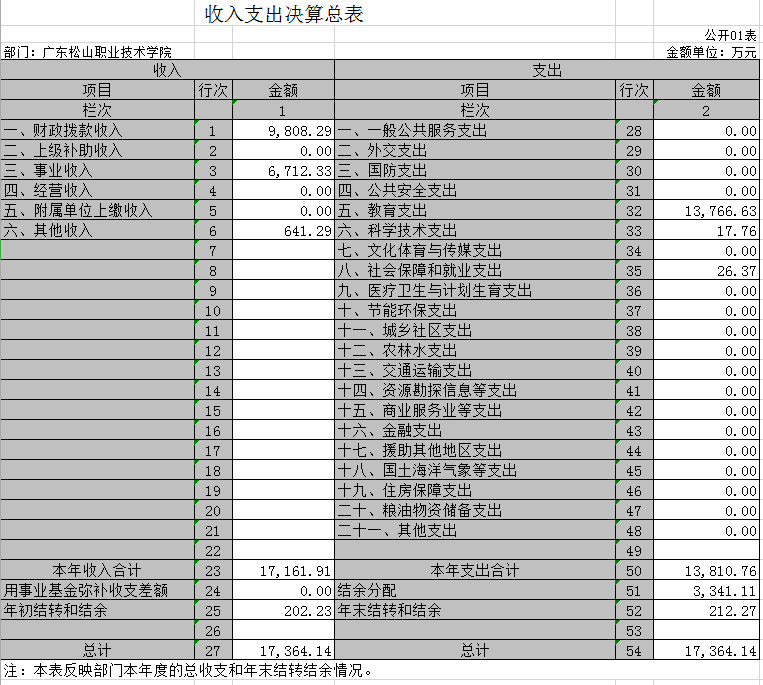 收入支出决算总表
公开01表
部门：广东松山职业技术学院 金额单位：万元
收入 支出
项目 行次 金额 项目 行次 金额
栏次 1 栏次 2
一、财政拨款收入 1 9,808.29 一、一般公共服务支出 28 0.00
二、上级补助收入 2 0.00 二、外交支出 29 0.00
三、事业收入 3 6,712.33 三、国防支出 30 0.00
四、经营收入 4 0.00 四、公共安全支出 31 0.00
五、附属单位上缴收入 5 0.00 五、教育支出 32 13,766.63
六、其他收入 6 641.29 六、科学技术支出 33 17.76
7 七、文化体育与传媒支出 34 0.00
8 八、社会保障和就业支出 35 26.37
9 九、医疗卫生与计划生育支出 36 0.00
10 十、节能环保支出 37 0.00
11 十一、城乡社区支出 38 0.00
12 十二、农林水支出 39 0.00
13 十三、交通运输支出 40 0.00
14 十四、资源勘探信息等支出 41 0.00
15 十五、商业服务业等支出 42 0.00
16 十六、金融支出 43 0.00
17 十七、援助其他地区支出 44 0.00
18 十八、国土海洋气象等支出 45 0.00
19 十九、住房保障支出 46 0.00
20 二十、粮油物资储备支出 47 0.00
21 二十一、其他支出 48 0.00
22 49
本年收入合计 23 17,161.91 本年支出合计 50 13,810.76
用事业基金弥补收支差额 24 0.00 结余分配 51 3,341.11
年初结转和结余 25 202.23 年末结转和结余 52 212.27
26 53
总计 27 17,364.14 总计 54 17,364.14
注：本表反映部门本年度的总收支和年末结转结余情况。